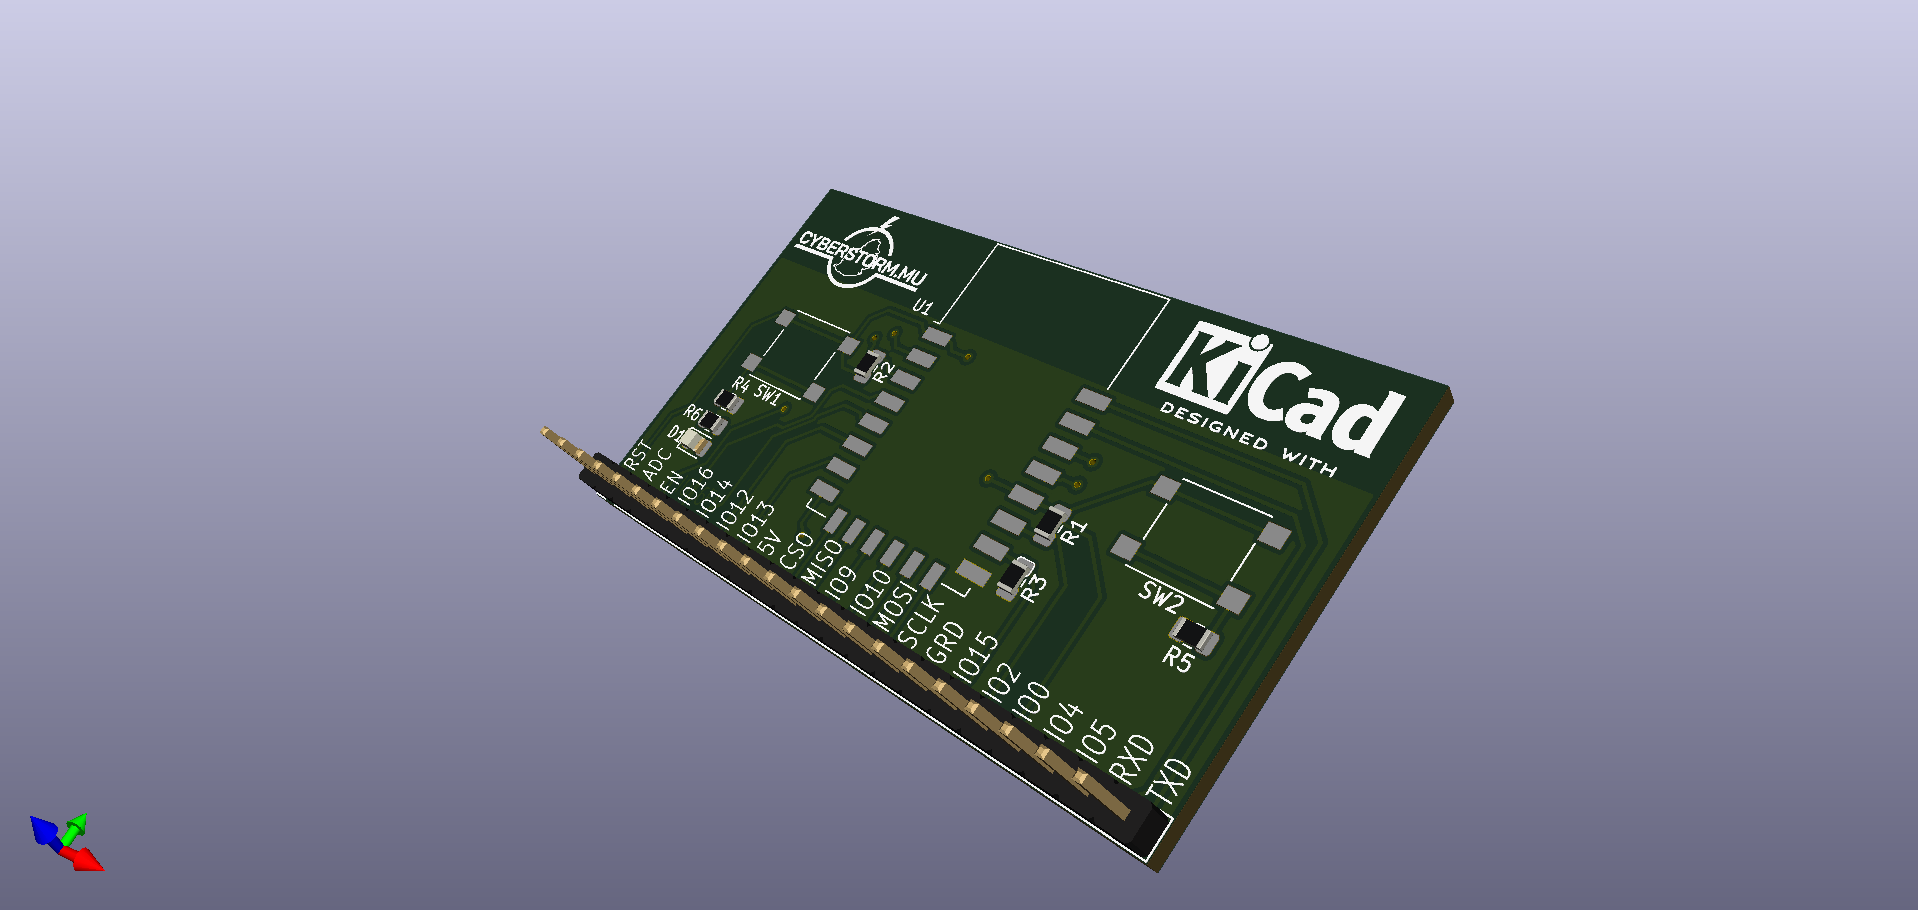 CYBERSTORM.MU
U1
KiCad
DESIGNED WITH
R2
R4
SW1
R6
D1
R1
R3
SW2
R5
RST
ADC
EN
IO16
IO14
IO12
IO13
5V
CSO
MISO
IO9
IO10
MOSI
SCLK
GRD
IO15
IO2
IO0
IO4
IO5
RXD
TXD